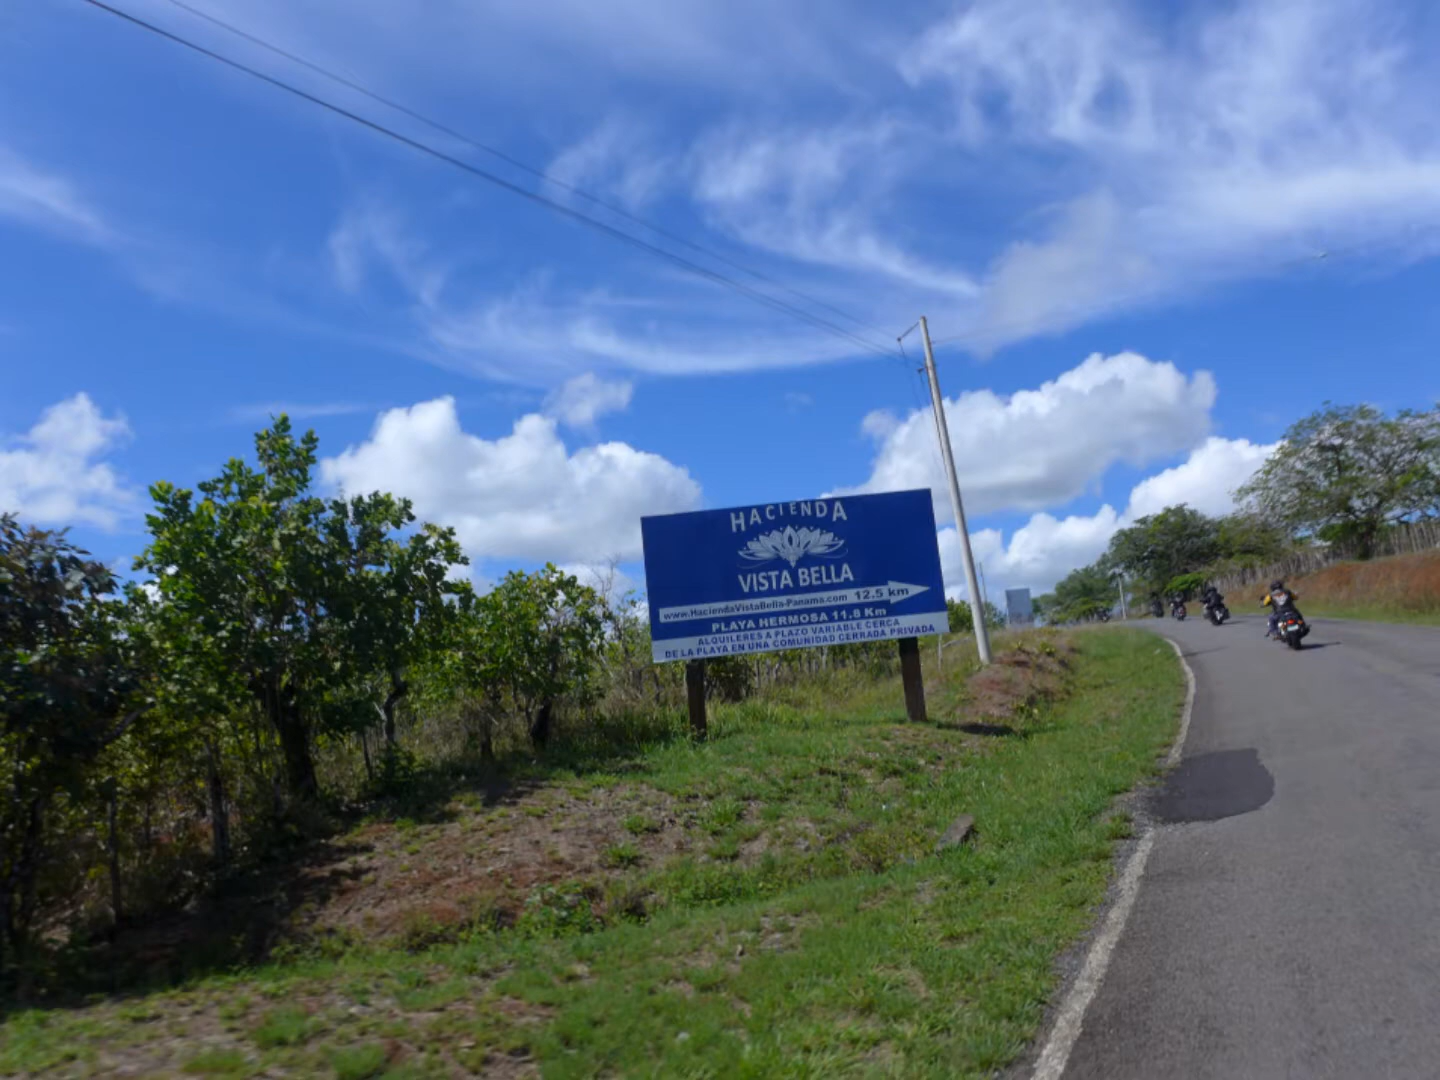 HACIENDA
VISTA BELLA
www.HaciendaVistaBella-Panama.com 12.5 km
PLAYA HERMOSA 11.8 Km
ALQUILERES A PLAZO VARIABLE CERCA
DE LA PLAYA EN UNA COMUNIDAD CERRADA PRIVADA